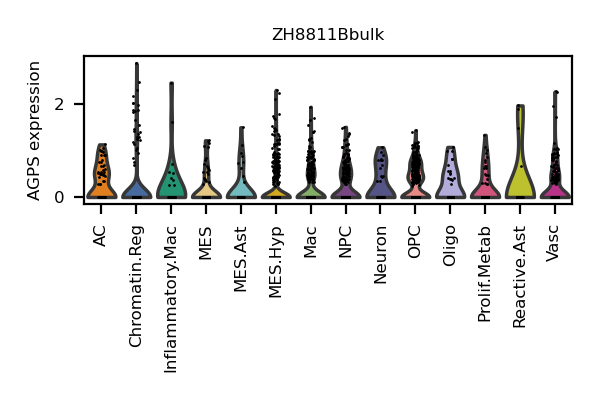 ZH8811Bbulk
AGPS expression
2
0
AC
Chromatin.Reg
Inflammatory.Mac
MES
MES.Ast
MES.Hyp
Mac
NPC
Neuron
OPC
Oligo
Prolif.Metab
Reactive.Ast
Vasc